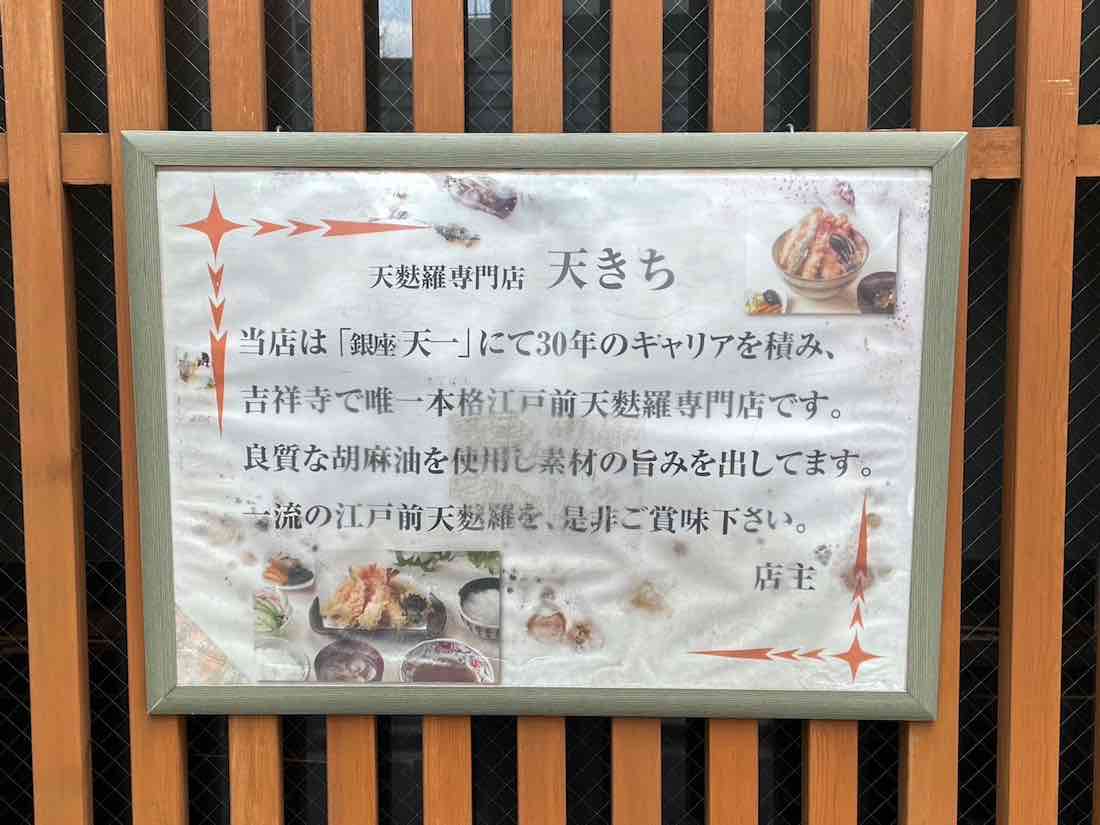 天麩羅専門店 天きち
当店は「銀座 天一」にて30年のキャリアを積み、
吉祥寺で唯一本格江戸前天麩羅専門店です。
良質な胡麻油を使用し素材の旨みを出してます。
一流の江戸前天麩羅を、是非ご賞味下さい。
店主